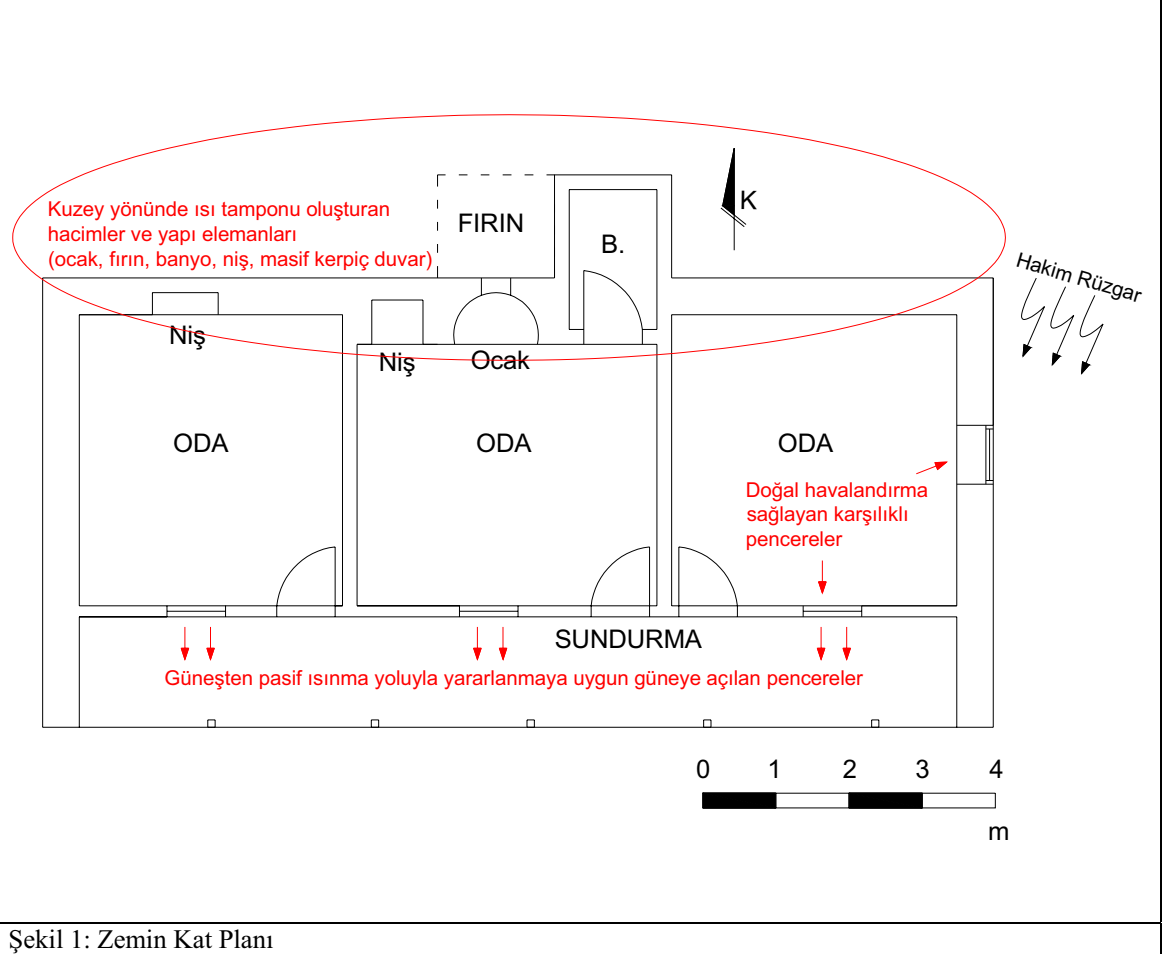 Kuzey yönünde ısı tamponu oluşturan
hacimler ve yapı elemanları
(ocak, fırın, banyo, niş, masif kerpiç duvar)
FIRIN
B.
K
Hakim Rüzgar
Niş
Niş
Ocak
ODA
ODA
ODA
Doğal havalandırma
sağlayan karşılıklı
pencereler
SUNDURMA
Güneşten pasif ısınma yoluyla yararlanmaya uygun güneye açılan pencereler
0 1 2 3 4
m
Şekil 1: Zemin Kat Planı